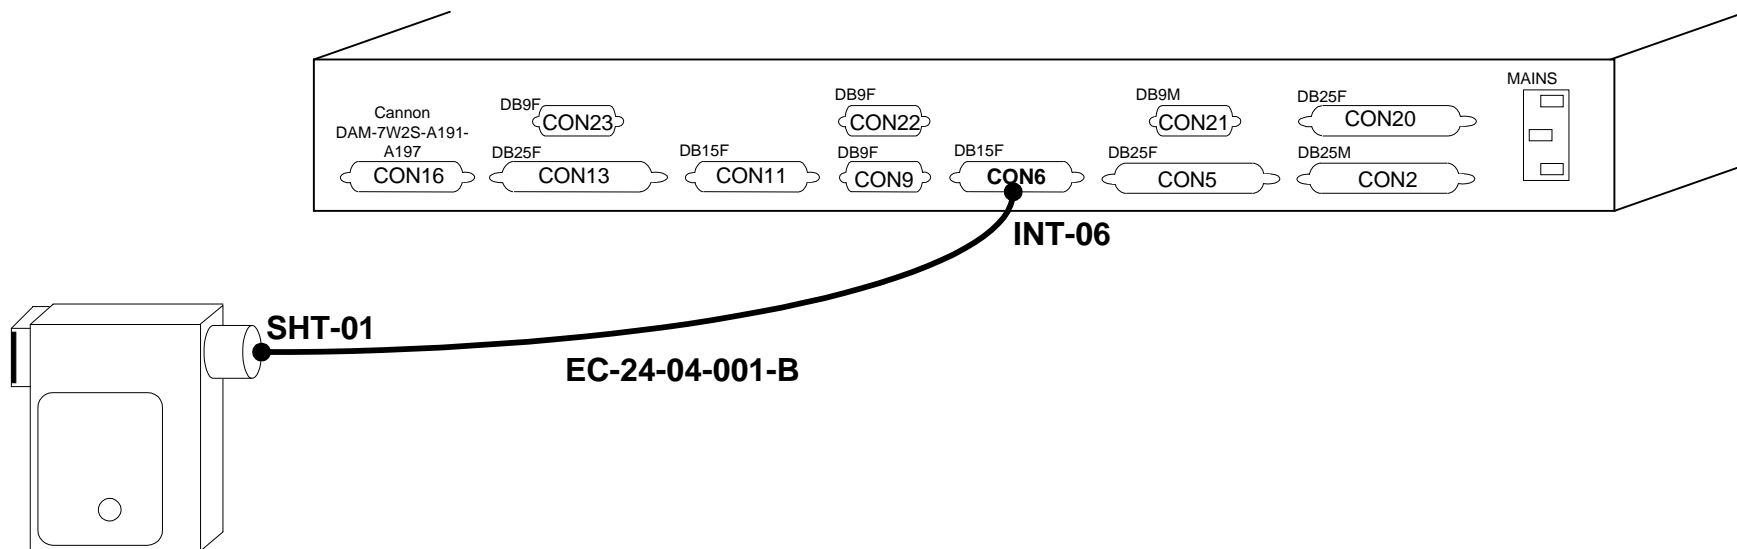 MAINS
DB9F
CON23
DB9F
CON22
DB9M
CON21
DB25F
CON20
Cannon
DAM-7W2S-A191-
A197
CON16
DB25F
CON13
DB15F
CON11
DB9F
CON9
DB15F
CON6
DB25F
CON5
DB25M
CON2
INT-06
SHT-01
EC-24-04-001-B